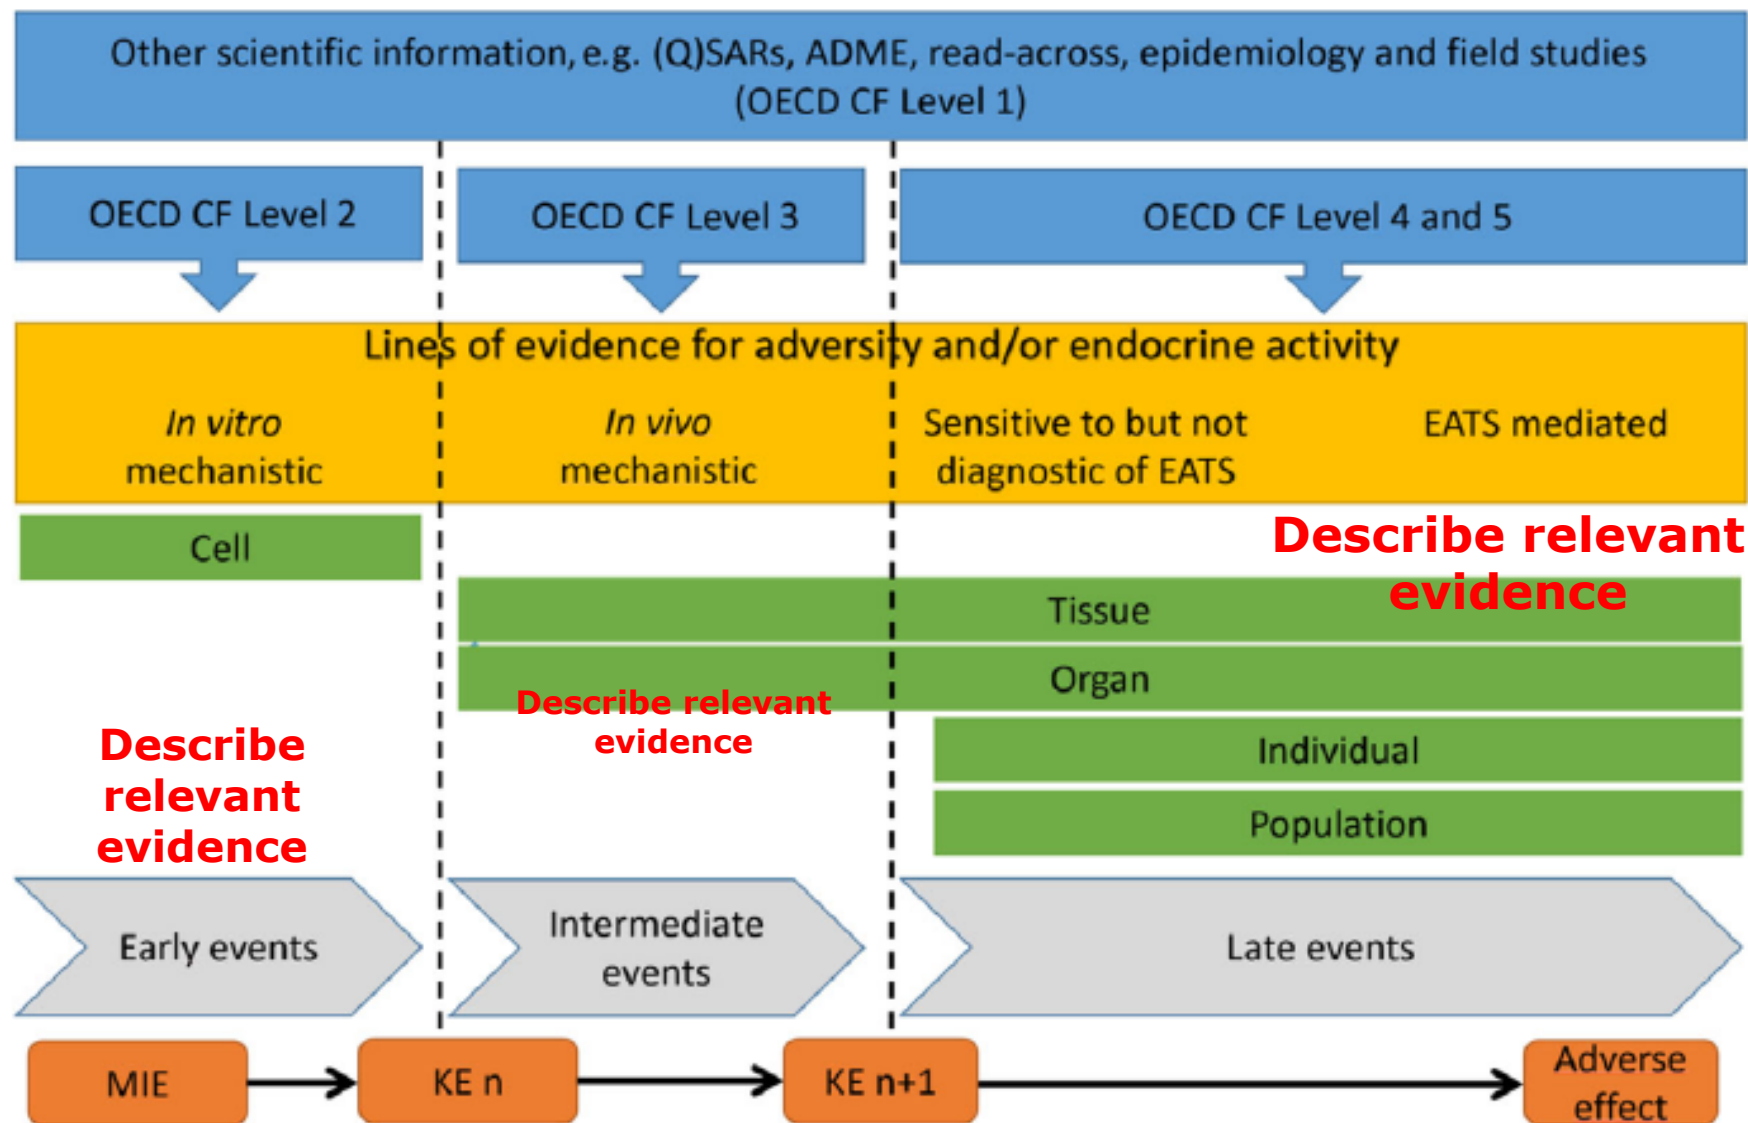 Other scientific information, e.g. (Q)SARs, ADME, read-across, epidemiology and field studies
(OECD CF Level 1)
OECD CF Level 2
OECD CF Level 3
OECD CF Level 4 and 5
Lines of evidence for adversity and/or endocrine activity
In vitro
mechanistic
In vivo
mechanistic
Sensitive to but not
diagnostic of EATS
EATS mediated
Cell
Describe relevant
evidence
Tissue
Organ
Describe relevant
evidence
Describe
relevant
evidence
Individual
Population
Early events
Intermediate
events
Late events
MIE
KE n
KE n+1
Adverse
effect